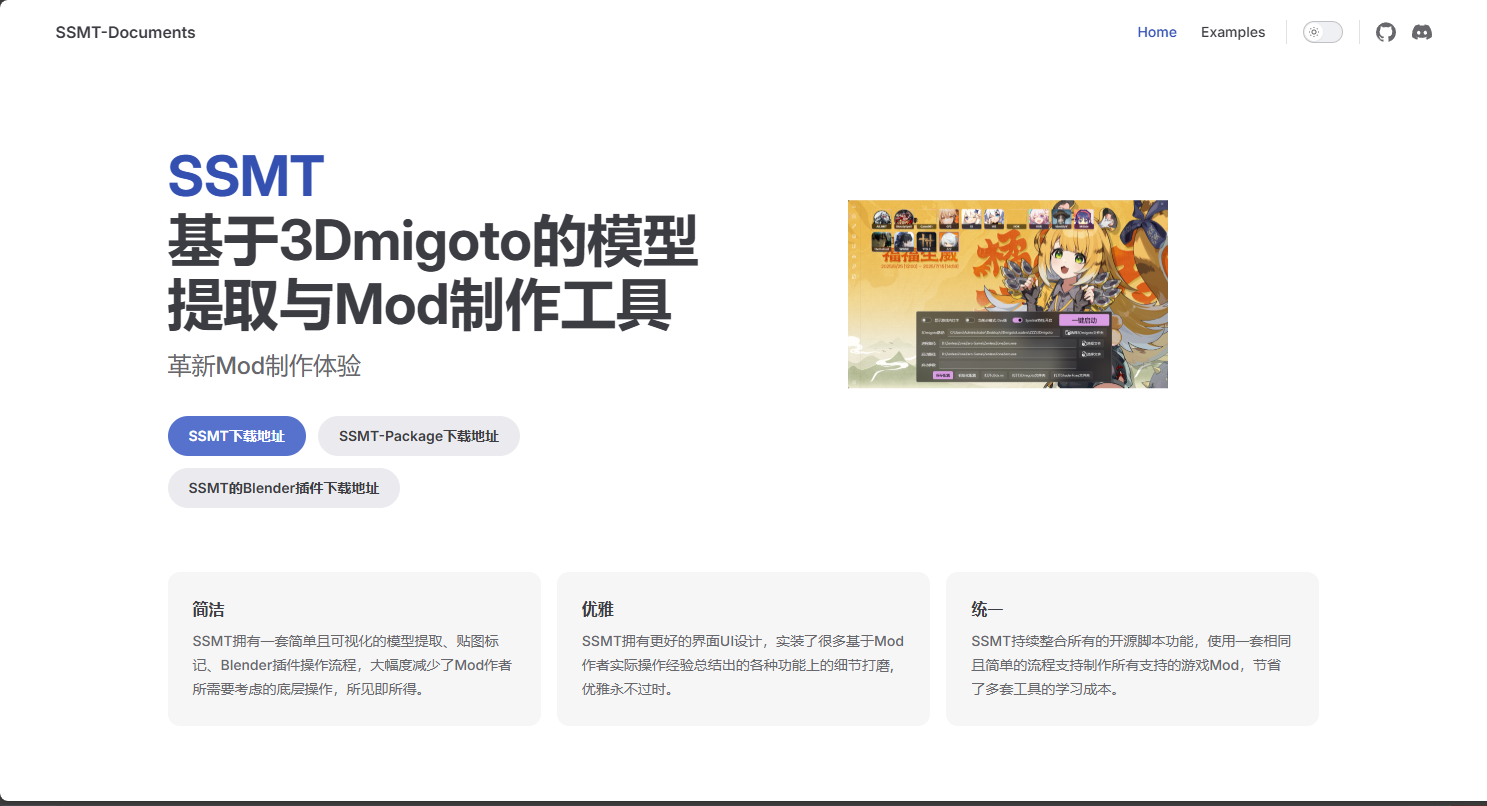 SSMT-Documents
Home
Examples
SSMT
基于3Dmigoto的模型
提取与Mod制作工具
革新Mod制作体验
一键启动
SSMT下载地址
SSMT-Package下载地址
SSMT的Blender插件下载地址
简洁
SSMT拥有一套简单且可视化的模型提取、贴图标
记、Blender插件操作流程，大幅度减少了Mod作者
所需要考虑的底层操作，所见即所得。
优雅
SSMT拥有更好的界面UI设计，实装了很多基于Mod
作者实际操作经验总结出的各种功能上的细节打磨，
优雅永不过时。
统一
SSMT持续整合所有的开源脚本功能，使用一套相同
且简单的流程支持制作所有支持的游戏Mod，节省
了多套工具的学习成本。